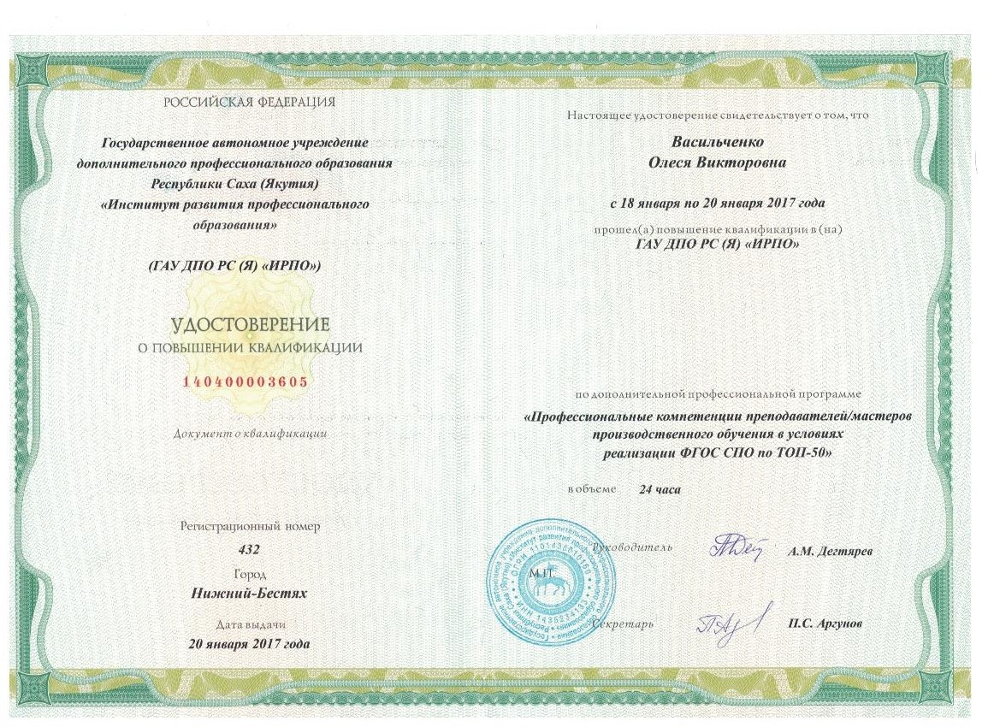 РОССИЙСКАЯ ФЕДЕРАЦИЯ
Государственное автономное учреждение
дополнительного профессионального образования
Республики Саха (Якутия)
«Институт развития профессионального
образования»
(ГАУ ДПО РС (Я) «ИРПО»)
УДОСТОВЕРЕНИЕ
О ПОВЫШЕНИИ КВАЛИФИКАЦИИ
140400003605
Документ о квалификации
Регистрационный номер
432
Город
Нижний-Бестях
Дата выдачи
20 января 2017 года
Настоящее удостоверение свидетельствует о том, что
Васильченко
Олеся Викторовна
с 18 января по 20 января 2017 года
прошел(а) повышение квалификации в (на)
ГАУ ДПО РС (Я) «ИРПО»
по дополнительной профессиональной программе
«Профессиональные компетенции преподавателей/мастеров
производственного обучения в условиях
реализации ФГОС СПО по ТОП-50»
в объеме 24 часа
Руководитель А.М. Дегтярев
М.П.
Секретарь П.С. Аргунов